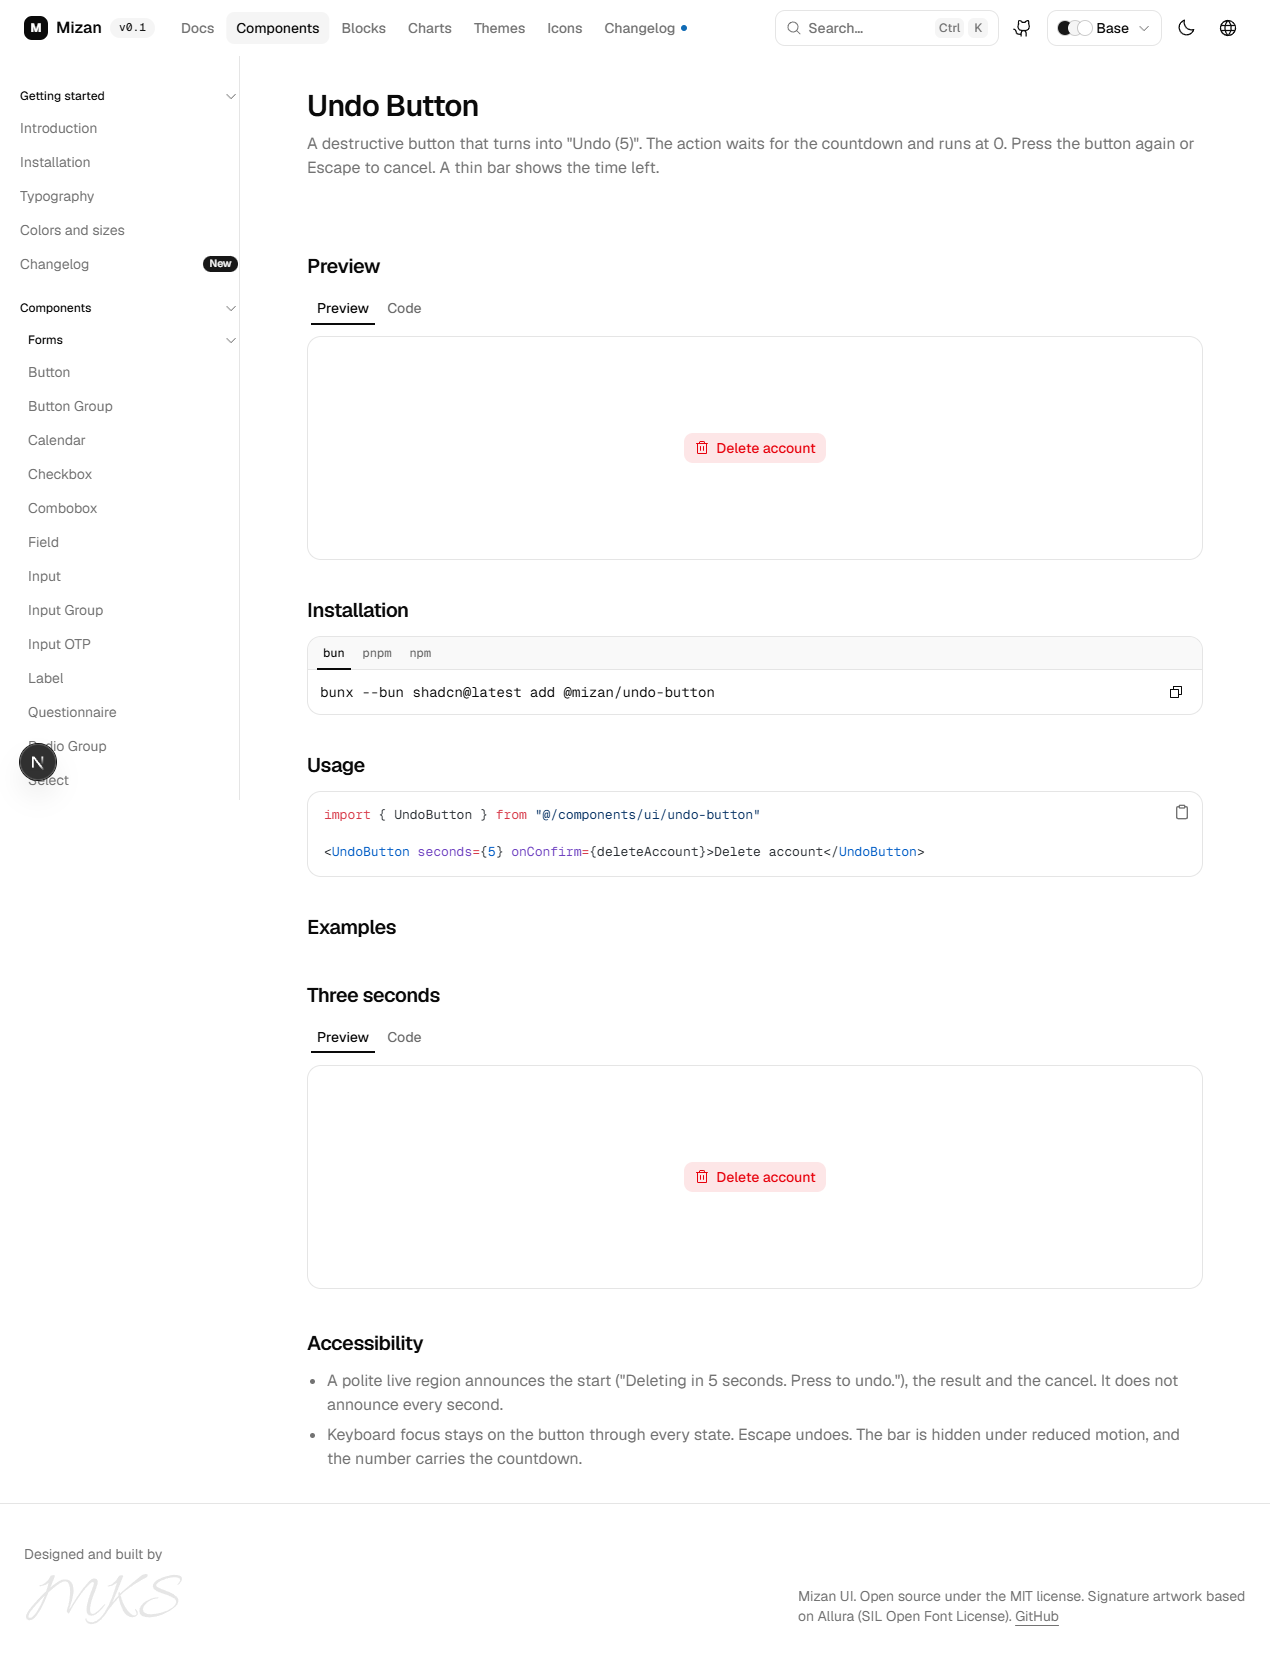 M Mizan v0.1 Docs Components Blocks Charts Themes Icons Changelog Search... Ctrl K Base
Getting started
Introduction
Installation
Typography
Colors and sizes
Changelog New
Components
Forms
Button
Button Group
Calendar
Checkbox
Combobox
Field
Input
Input Group
Input OTP
Label
Questionnaire
Radio Group
N
Select
Undo Button
A destructive button that turns into "Undo (5)". The action waits for the countdown and runs at 0. Press the button again or
Escape to cancel. A thin bar shows the time left.
Preview
Preview Code
Delete account
Installation
bun pnpm npm
bunx --bun shadcn@latest add @mizan/undo-button
Usage
import { UndoButton } from "@/components/ui/undo-button"
<UndoButton seconds={5} onConfirm={deleteAccount}>Delete account</UndoButton>
Examples
Three seconds
Preview Code
Delete account
Accessibility
• A polite live region announces the start ("Deleting in 5 seconds. Press to undo."), the result and the cancel. It does not
announce every second.
• Keyboard focus stays on the button through every state. Escape undoes. The bar is hidden under reduced motion, and
the number carries the countdown.
Designed and built by
MKS
Mizan UI. Open source under the MIT license. Signature artwork based
on Allura (SIL Open Font License). GitHub